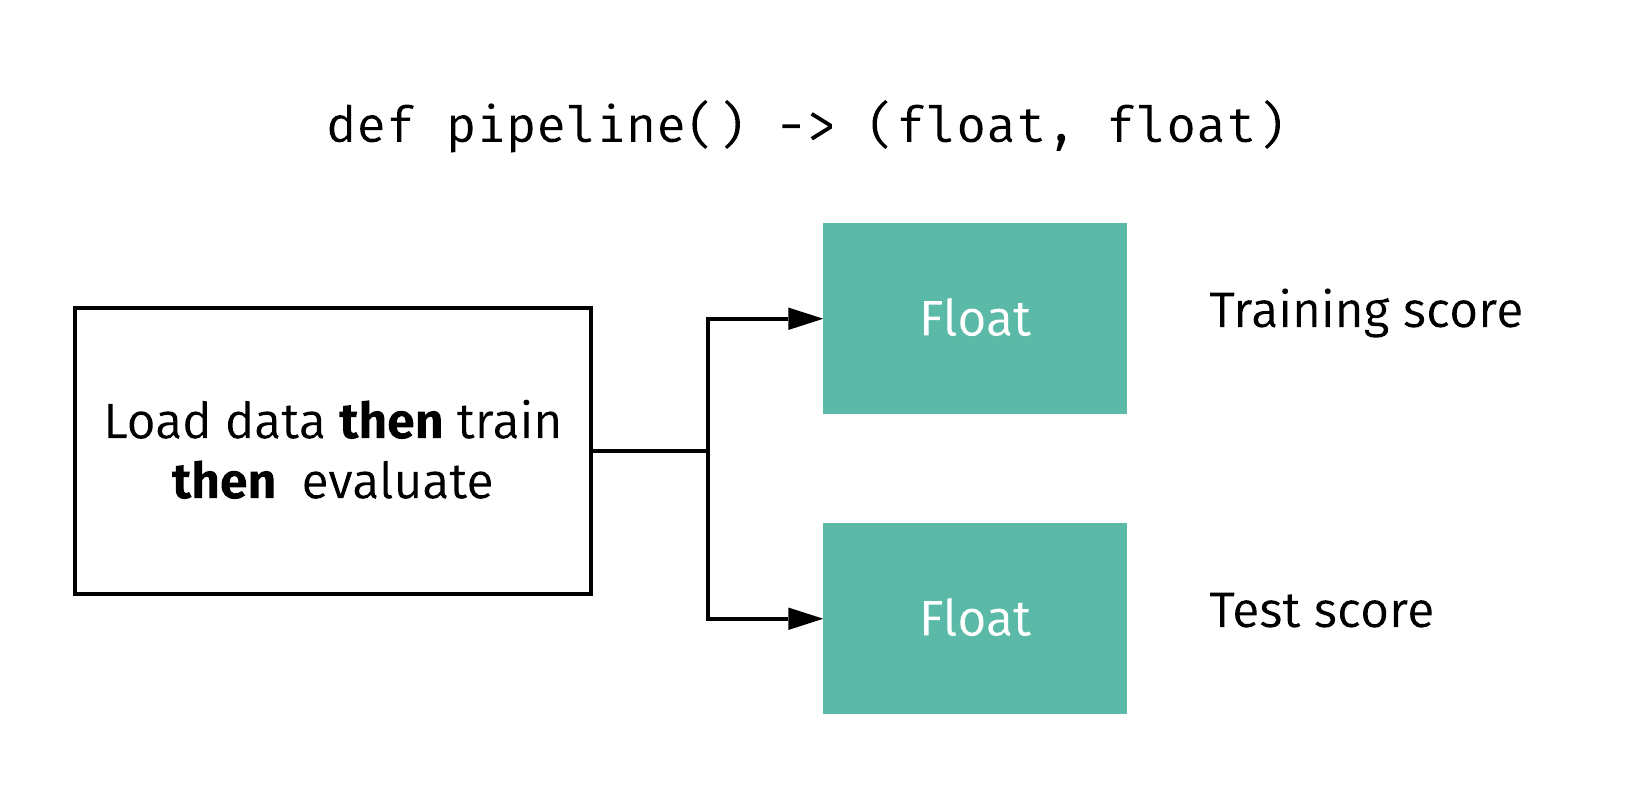 def pipeline() -> (float, float)
Float
Training score
Load data then train
then evaluate
Float
Test score